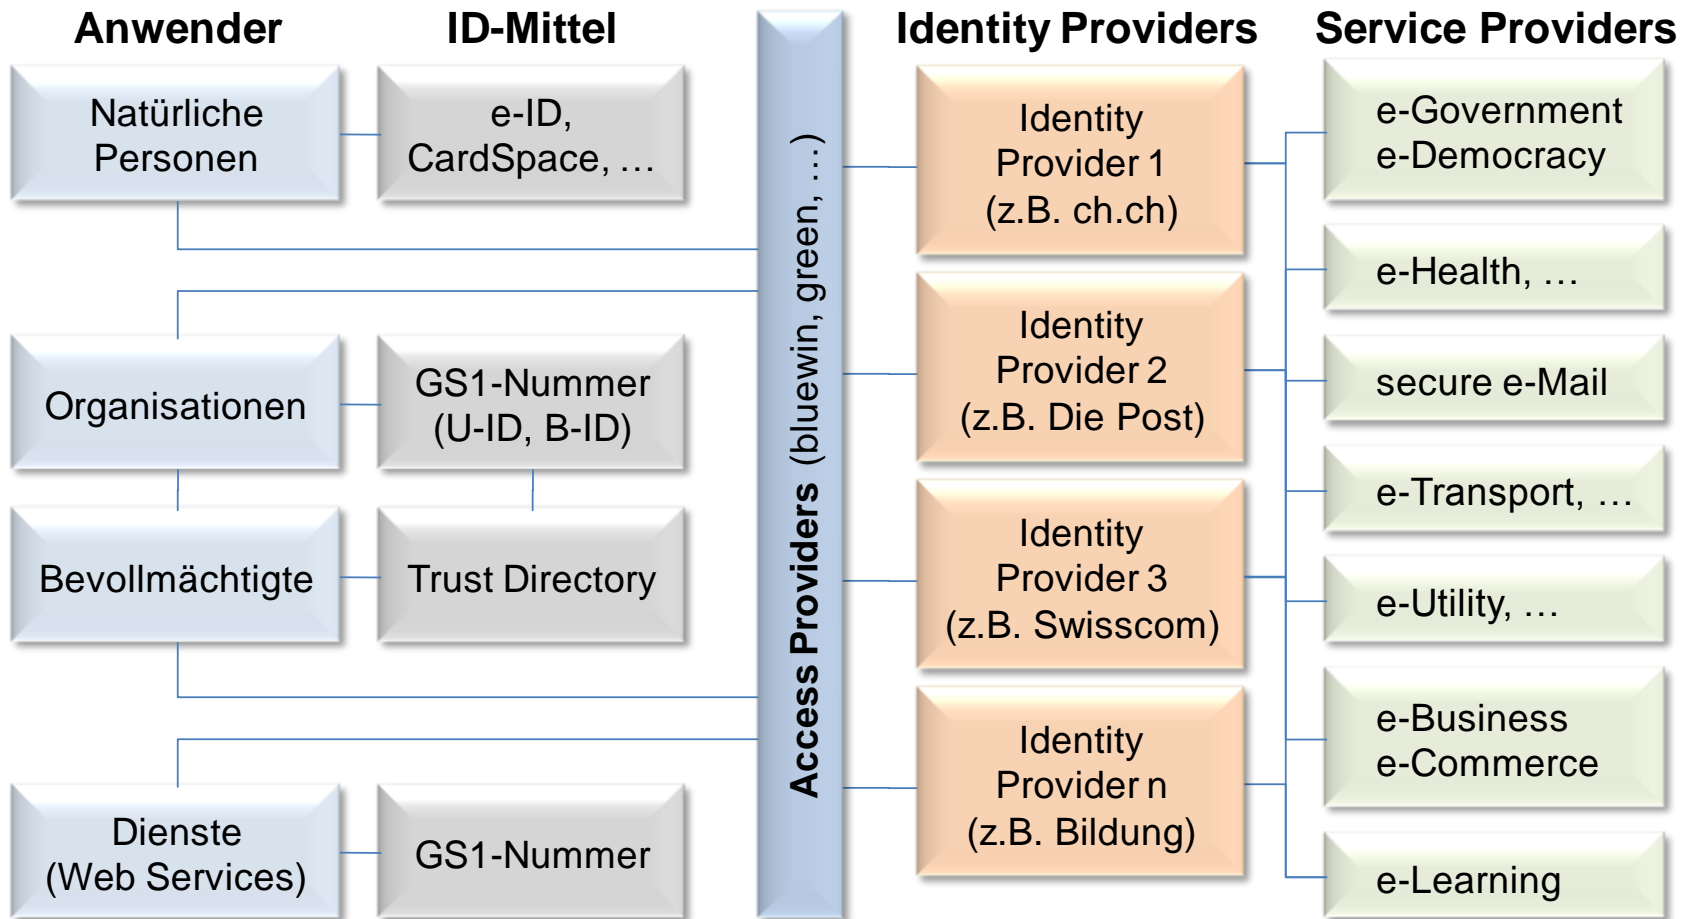 Anwender
ID-Mittel
Identity Providers
Service Providers
Natürliche
Personen
e-ID,
CardSpace, …
Organisationen
GS1-Nummer
(U-ID, B-ID)
Bevollmächtigte
Trust Directory
Dienste
(Web Services)
GS1-Nummer
Access Providers (bluewin, green, …)
Identity
Provider 1
(z.B. ch.ch)
Identity
Provider 2
(z.B. Die Post)
Identity
Provider 3
(z.B. Swisscom)
Identity
Provider n
(z.B. Bildung)
e-Government
e-Democracy
e-Health, …
secure e-Mail
e-Transport, …
e-Utility, …
e-Business
e-Commerce
e-Learning